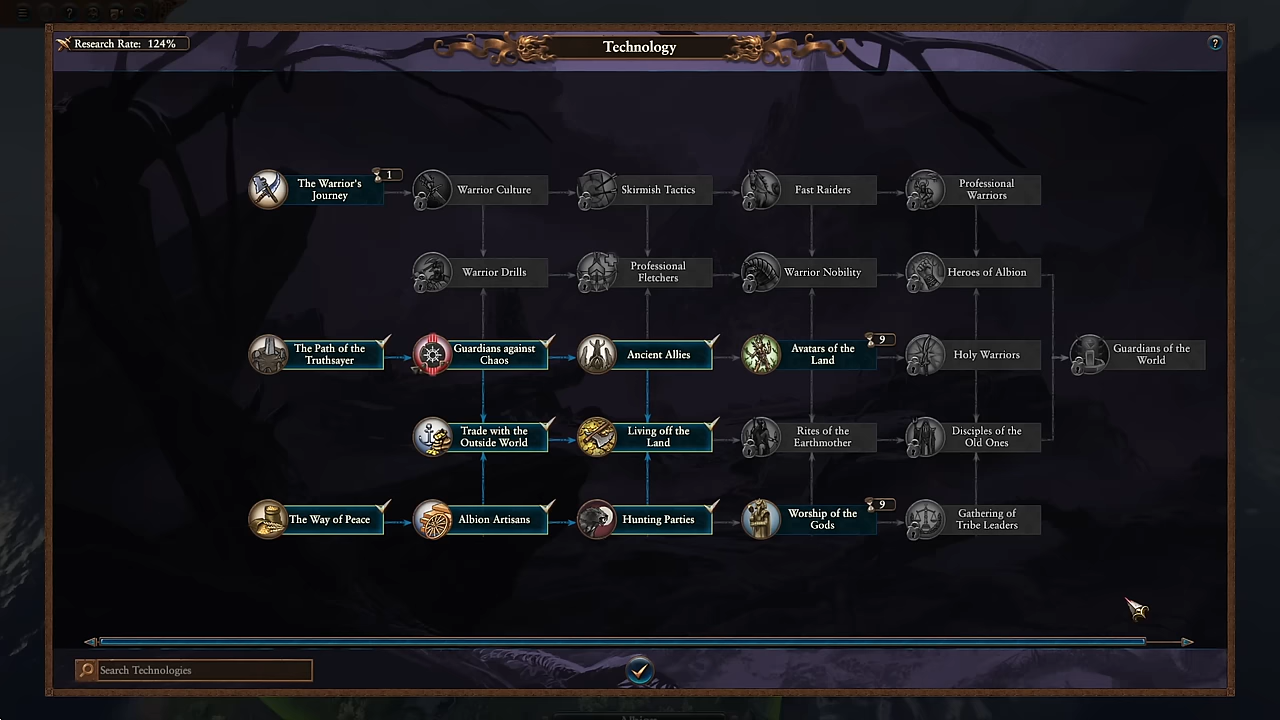 Research Rate: 124%
Technology
?
The Warrior's
Journey
1
Warrior Culture
Skirmish Tactics
Fast Raiders
Professional
Warriors
Warrior Drills
Professional
Fletchers
Warrior Nobility
Heroes of Albion
The Path of the
Truthsayer
Guardians against
Chaos
Ancient Allies
Avatars of the
Land
9
Holy Warriors
Guardians of the
World
Trade with the
Outside World
Living off the
Land
Rites of the
Earthmother
Disciples of the
Old Ones
The Way of Peace
Albion Artisans
Hunting Parties
Worship of the
Gods
9
Gathering of
Tribe Leaders
Search Technologies